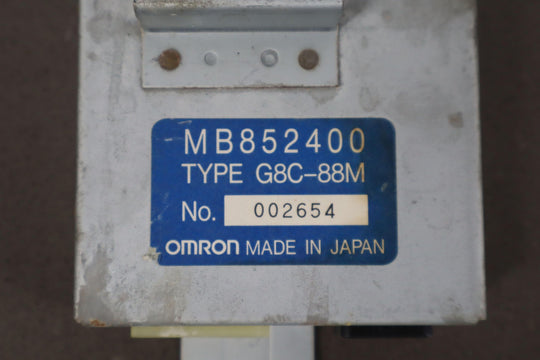 MB852400
TYPE G8C-88M
No. 002654
OMRON MADE IN JAPAN